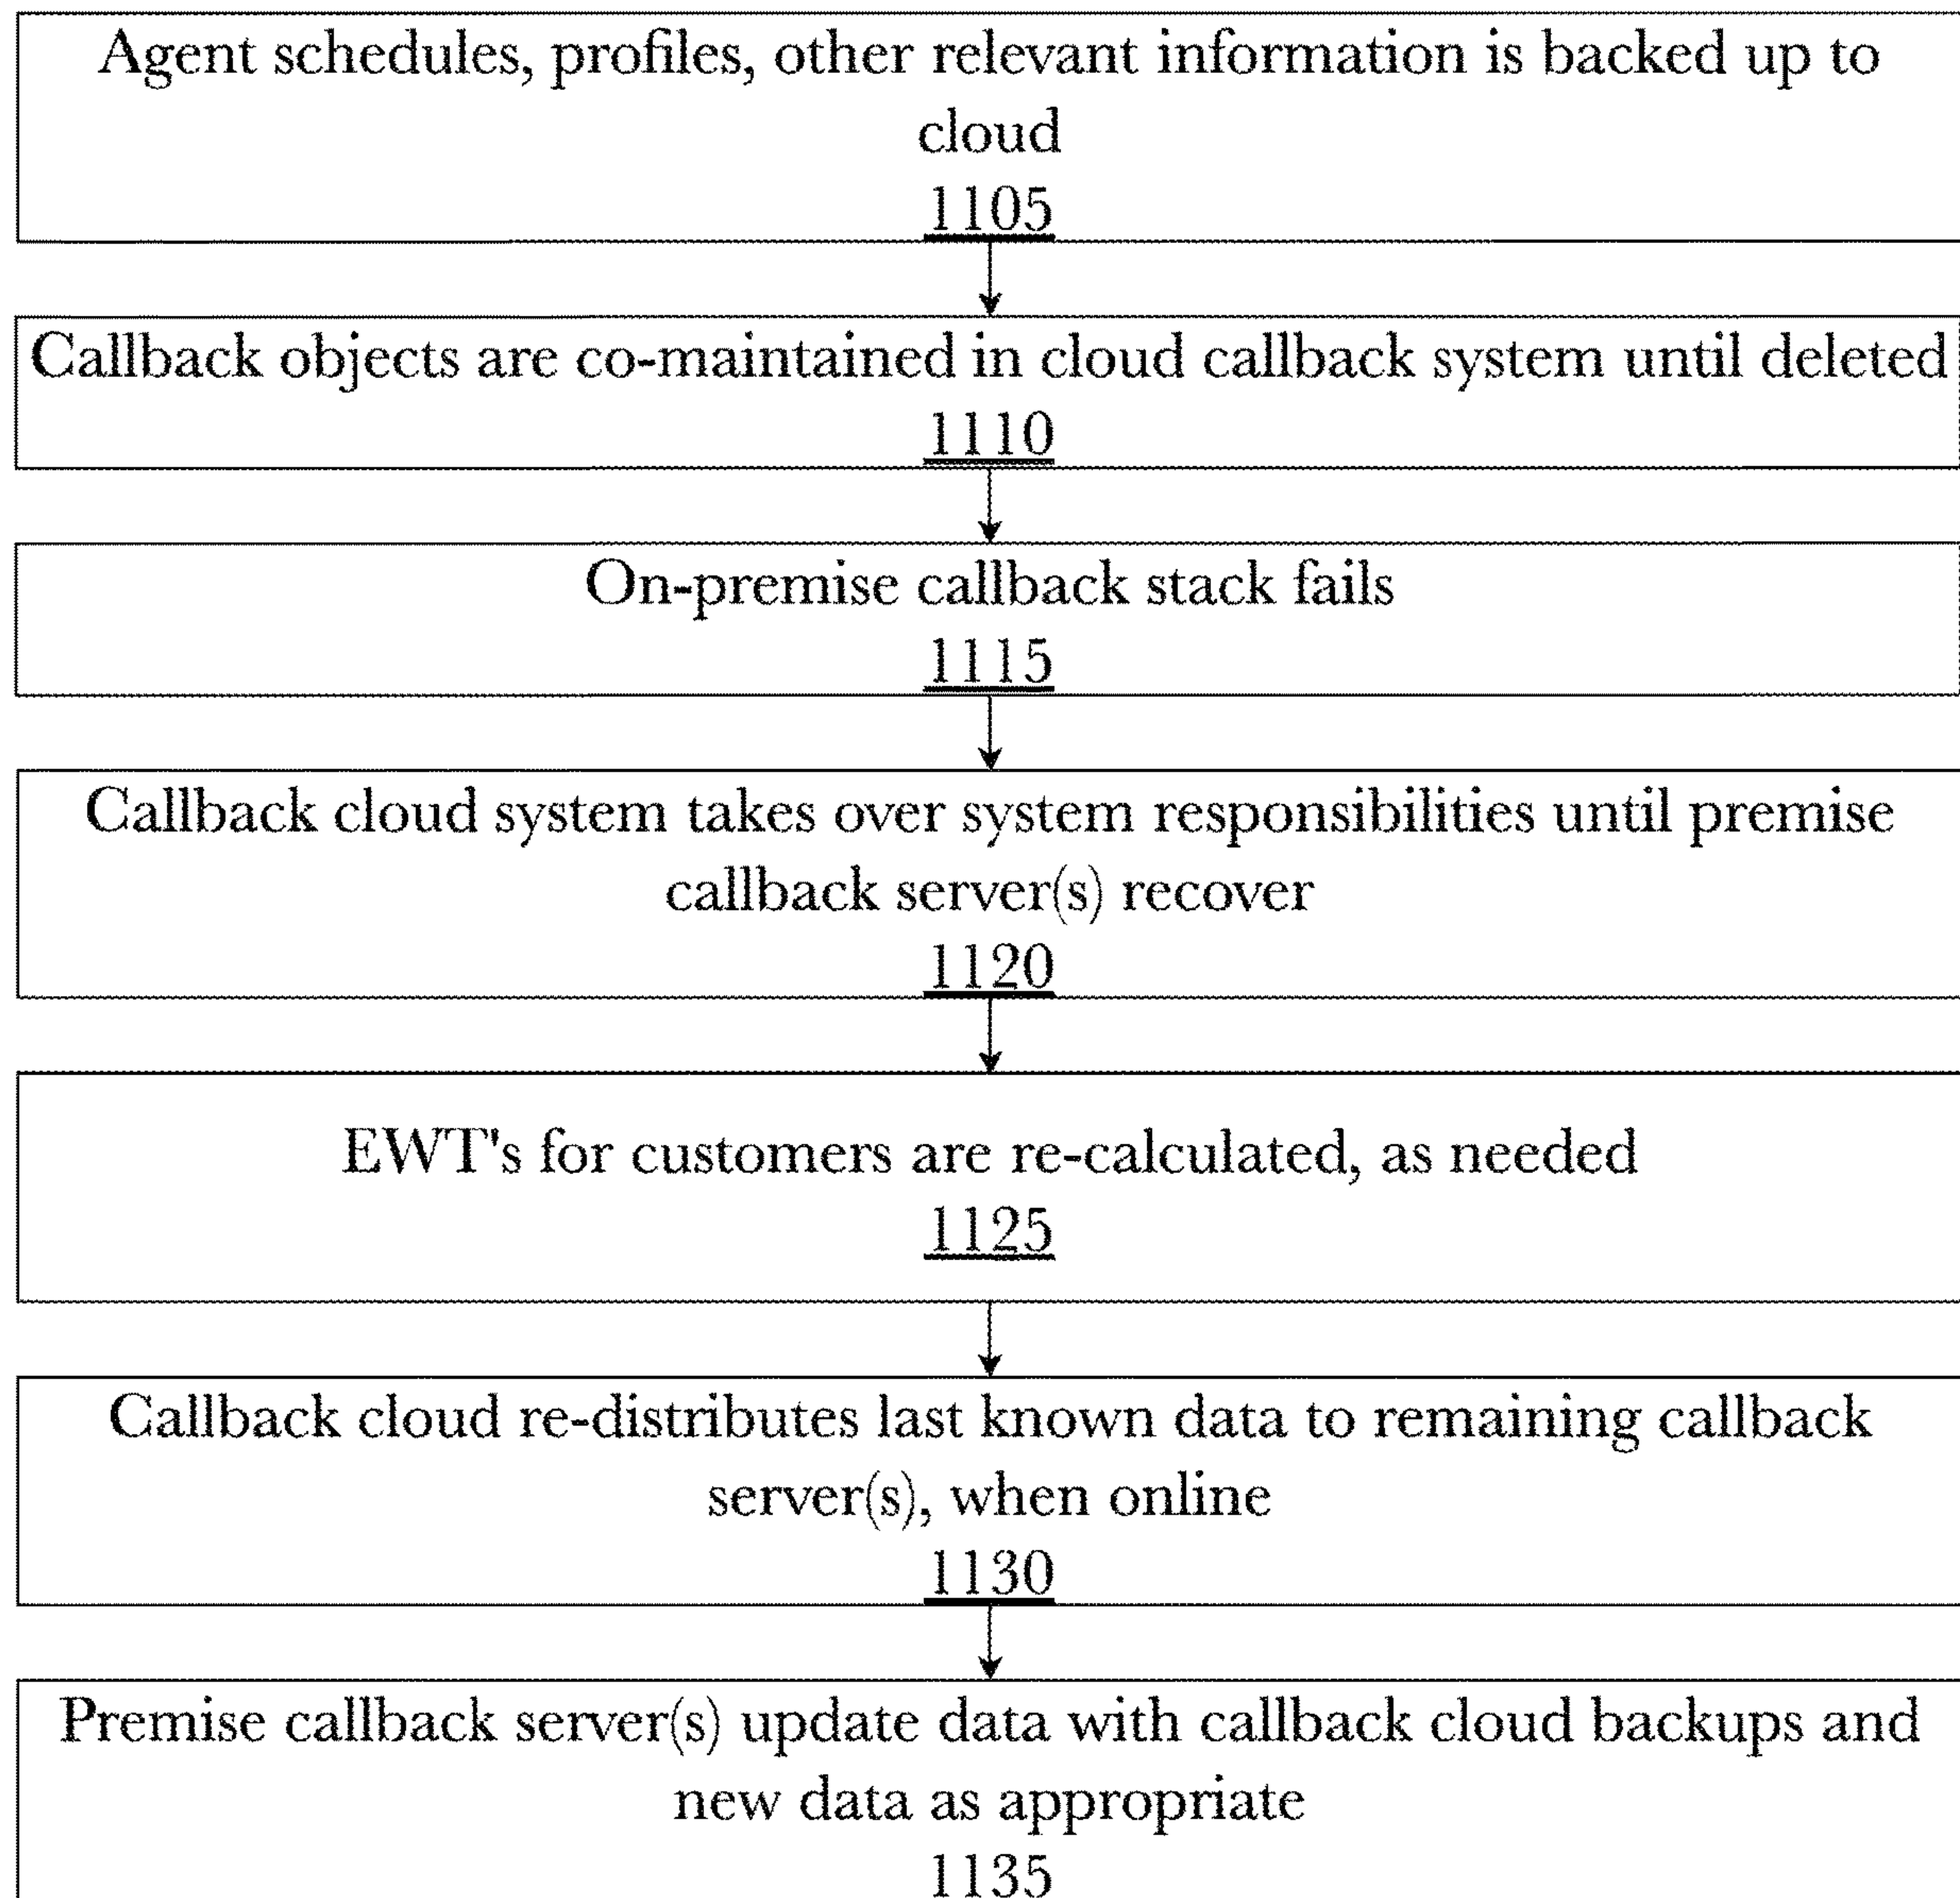 Agent schedules, profiles, other relevant information is backed up to
cloud
1105
Callback objects are co-maintained in cloud callback system until deleted
1110
On-premise callback stack fails
1115
Callback cloud system takes over system responsibilities until premise
callback server(s) recover
1120
EWT's for customers are re-calculated, as needed
1125
Callback cloud re-distributes last known data to remaining callback
server(s), when online
1130
Premise callback server(s) update data with callback cloud backups and
new data as appropriate
1135